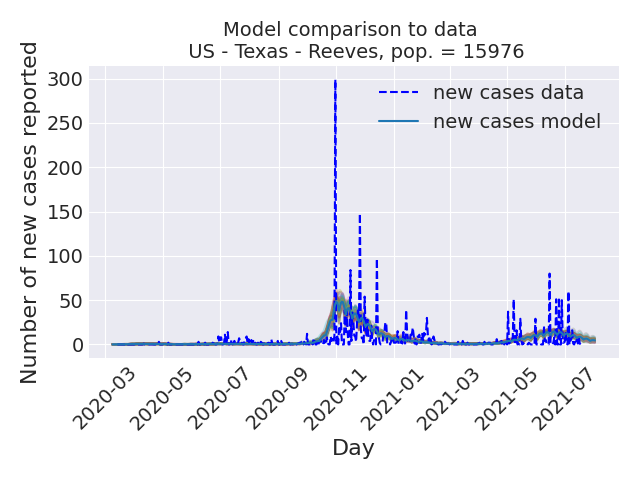 Model comparison to data
US - Texas - Reeves, pop. = 15976
Number of new cases reported
300
250
200
150
100
50
0
new cases data
new cases model
2020-03
2020-05
2020-07
2020-09
2020-11
2021-01
2021-03
2021-05
2021-07
Day